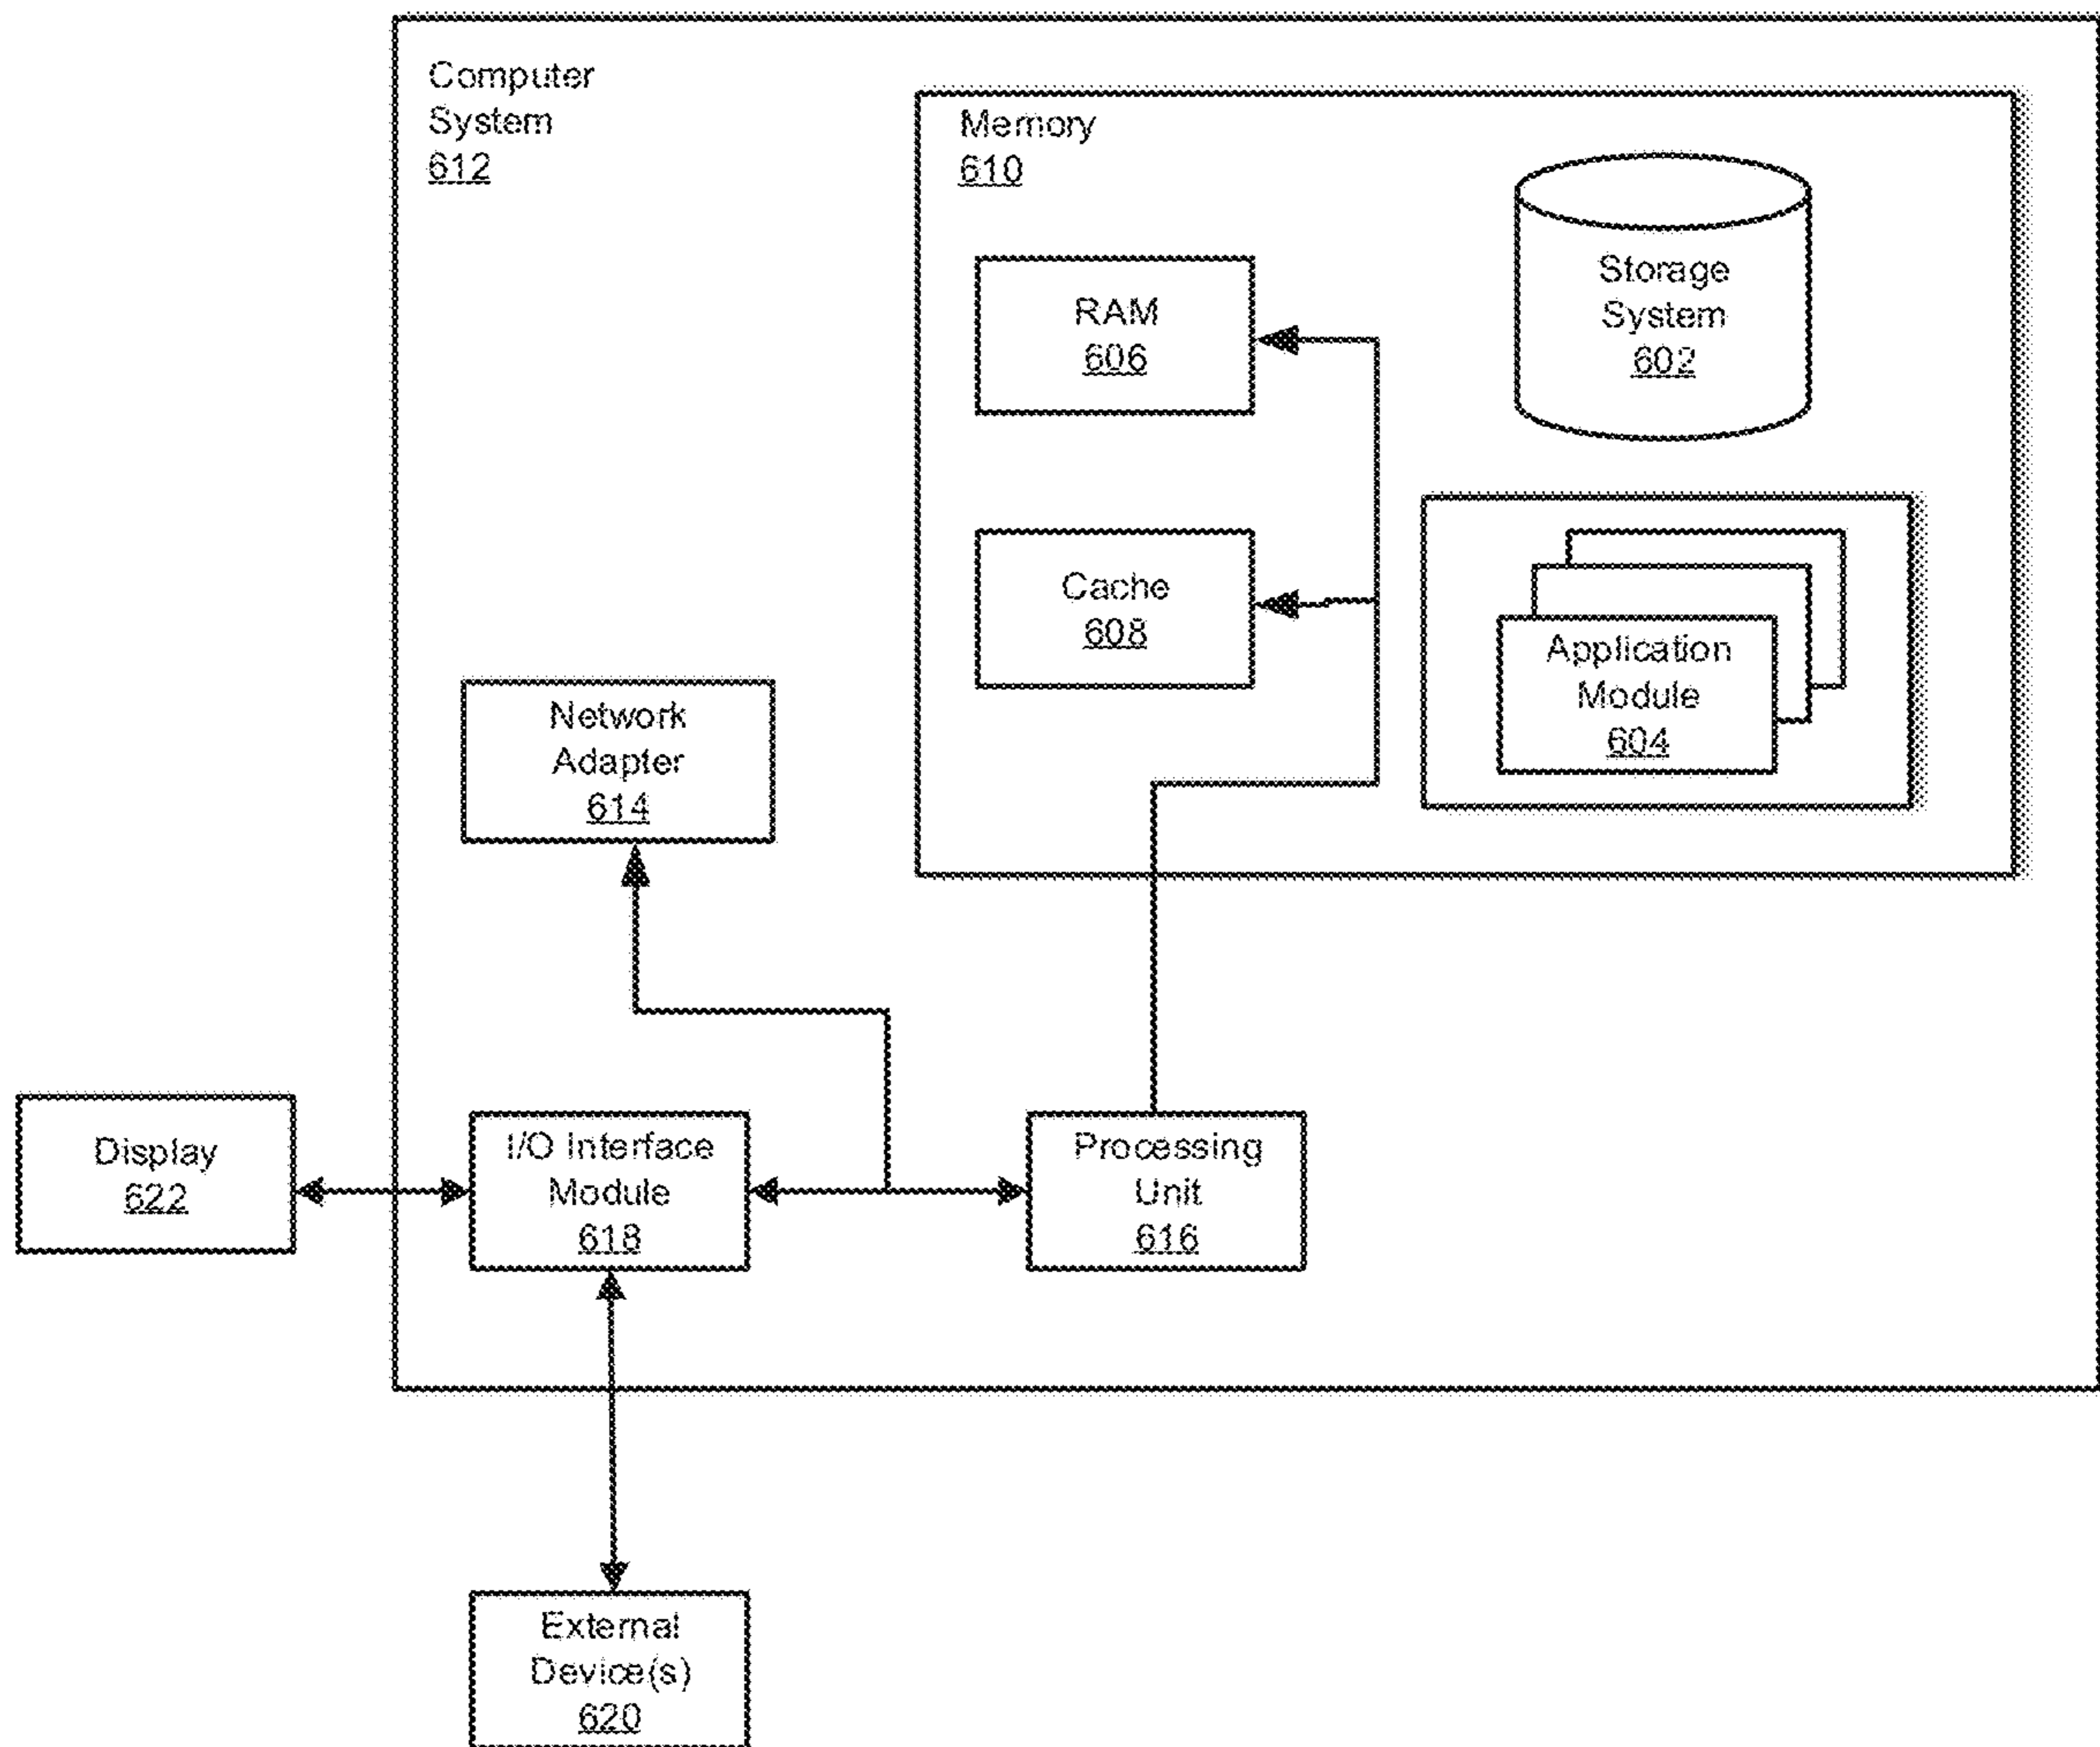 Computer
System
612
Memory
610
Storage
System
602
RAM
606
Cache
608
Application
Module
604
Network
Adapter
614
Display
622
I/O Interface
Module
618
Processing
Unit
616
External
Device(s)
620